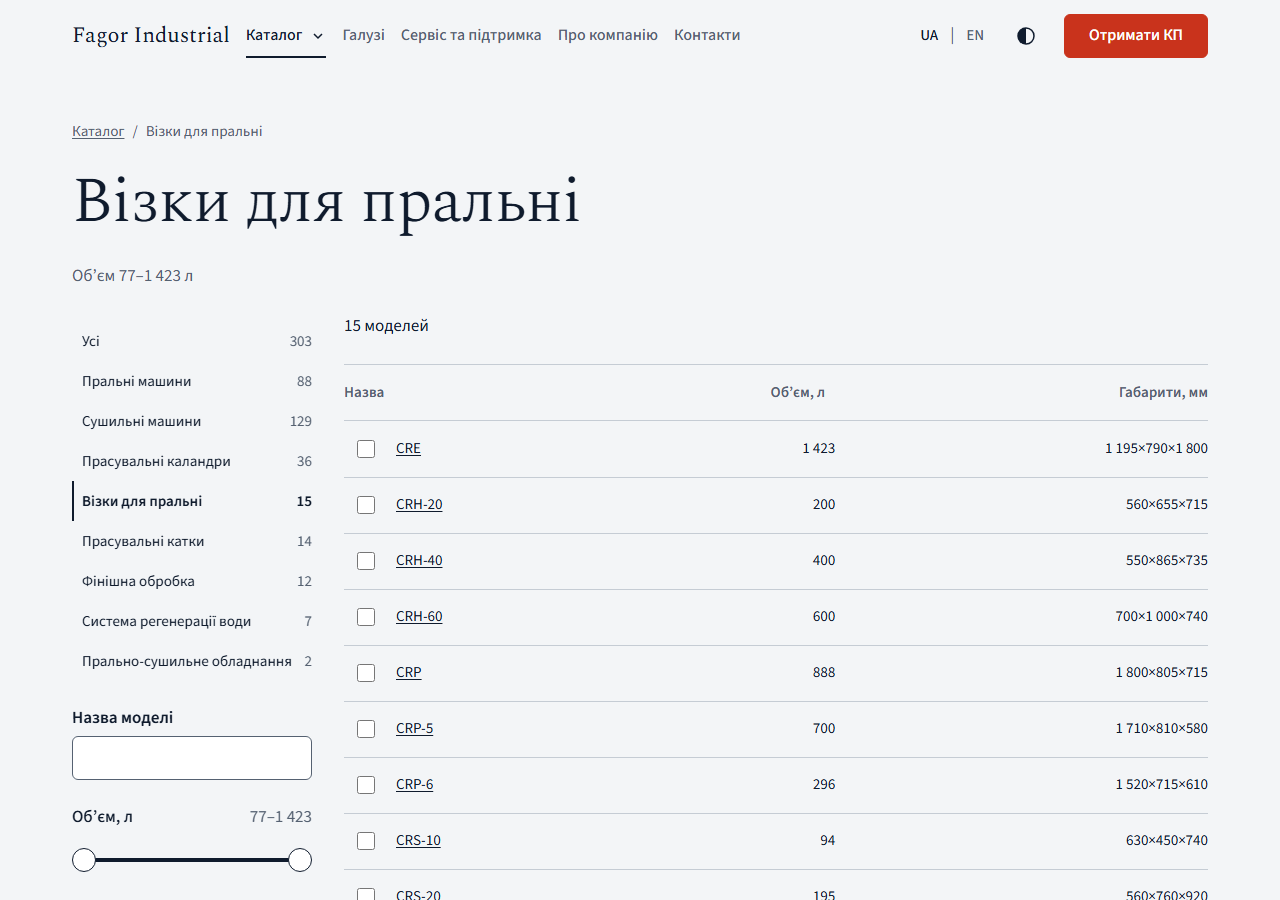 Fagor Industrial Каталог Галузі Сервіс та підтримка Про компанію Контакти UA | EN Отримати КП
Каталог / Візки для пральні
Візки для пральні
Об’єм 77–1 423 л
Усі 303
Пральні машини 88
Сушильні машини 129
Прасувальні каландри 36
Візки для пральні 15
Прасувальні катки 14
Фінішна обробка 12
Система регенерації води 7
Прально-сушильне обладнання 2
Назва моделі
Об’єм, л 77–1 423
15 моделей
Назва Об’єм, л Габарити, мм
CRE 1 423 1 195×790×1 800
CRH-20 200 560×655×715
CRH-40 400 550×865×735
CRH-60 600 700×1 000×740
CRP 888 1 800×805×715
CRP-5 700 1 710×810×580
CRP-6 296 1 520×715×610
CRS-10 94 630×450×740
CRS-20 195 560×760×920